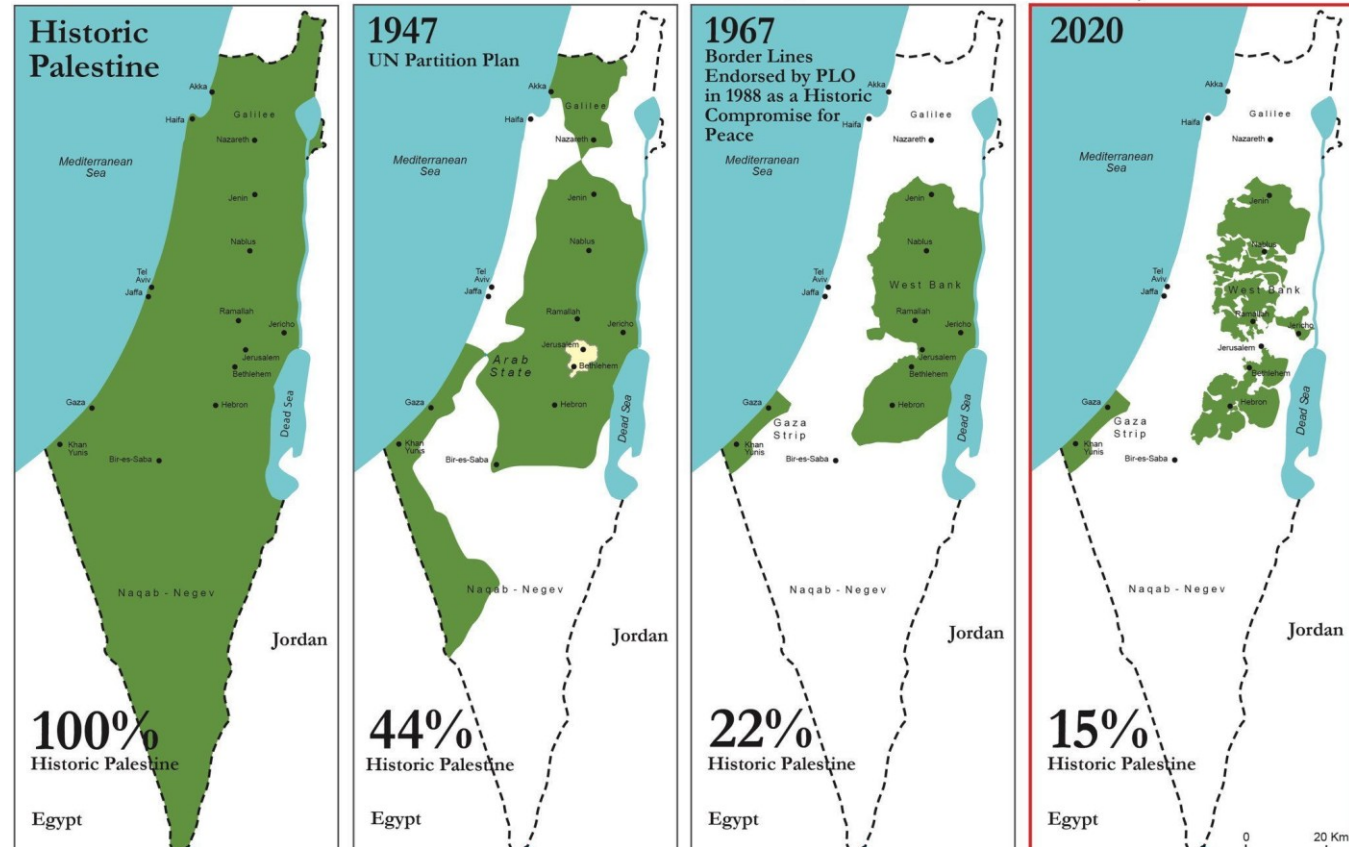 Historic
Palestine
Akka
Galilee
Haifa
Nazareth
Mediterranean
Sea
Jenin
Nablus
Tel
Aviv
Jaffa
Ramallah
Jericho
Jerusalem
Bethlehem
Gaza
Hebron
Dead Sea
Khan
Yunis
Bir-es-Saba
Naqab - Negev
Jordan
100%
Historic Palestine
Egypt
1947
UN Partition Plan
Akka
Galilee
Haifa
Nazareth
Mediterranean
Sea
Jenin
Nablus
Tel
Aviv
Jaffa
Ramallah
Jericho
Jerusalem
Arab
State
Bethlehem
Gaza
Hebron
Dead Sea
Khan
Yunis
Bir-es-Saba
Naqab - Negev
Jordan
44%
Historic Palestine
Egypt
1967
Border Lines
Endorsed by PLO
in 1988 as a Historic
Compromise for
Peace
Akka
Galilee
Haifa
Nazareth
Mediterranean
Sea
Jenin
Nablus
Tel
Aviv
West Bank
Jaffa
Ramallah
Jericho
Jerusalem
Bethlehem
Gaza
Hebron
Gaza
Strip
Dead Sea
Khan
Yunis
Bir-es-Saba
Naqab - Negev
Jordan
22%
Historic Palestine
Egypt
2020
Akka
Galilee
Haifa
Nazareth
Mediterranean
Sea
Jenin
Nablus
Tel
Aviv
West Bank
Jaffa
Ramallah
Jericho
Jerusalem
Bethlehem
Gaza
Hebron
Gaza
Strip
Dead Sea
Khan
Yunis
Bir-es-Saba
Naqab - Negev
Jordan
15%
Historic Palestine
Egypt
0 20 Km